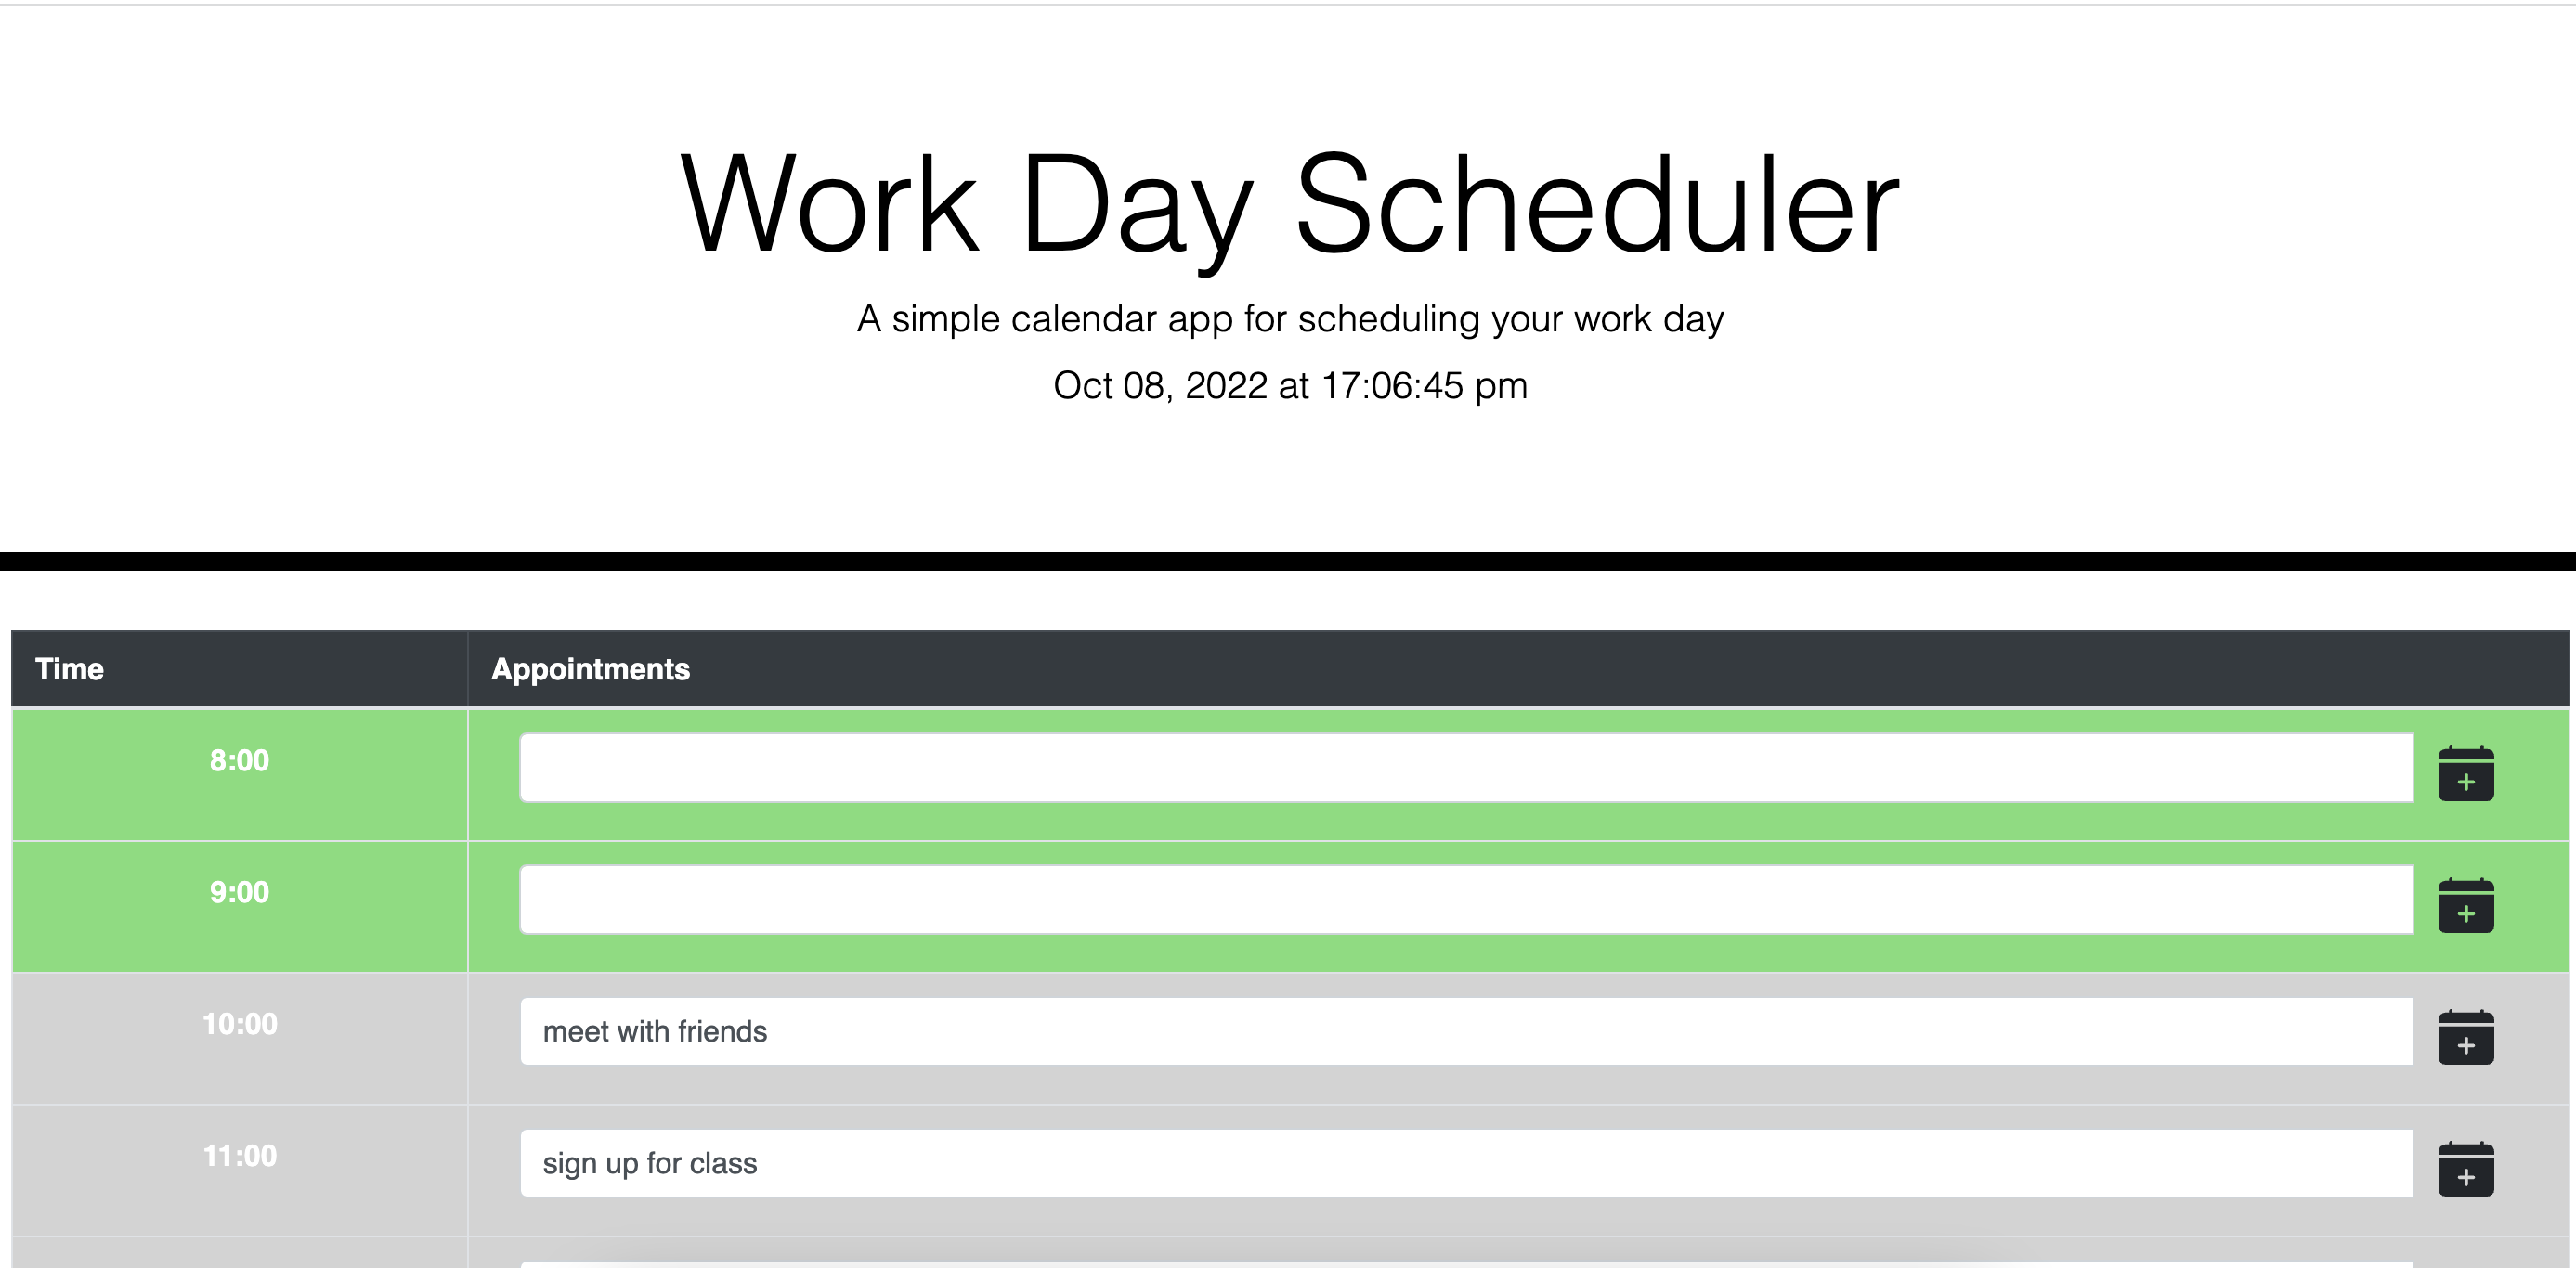 Work Day Scheduler
A simple calendar app for scheduling your work day
Oct 08, 2022 at 17:06:45 pm
Time Appointments
8:00
9:00
10:00 meet with friends
11:00 sign up for class